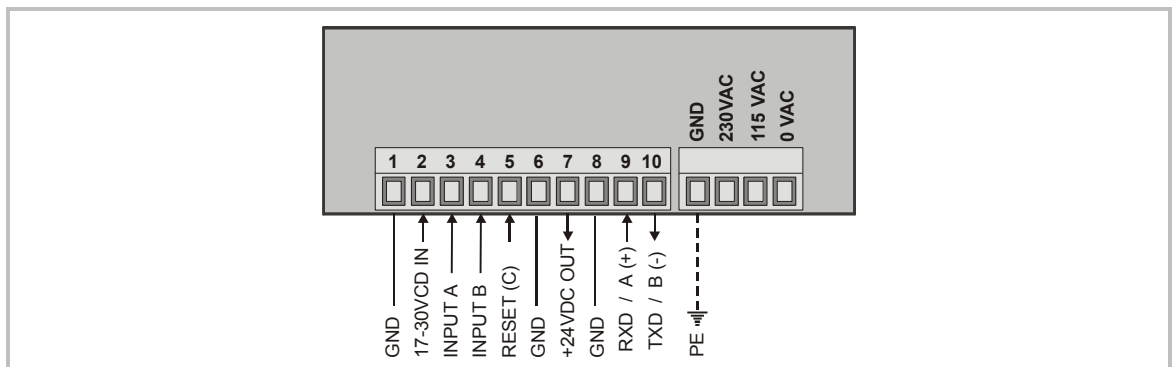 GND
230VAC
115 VAC
0 VAC
1 2 3 4 5 6 7 8 9 10
GND
17-30VCD IN
INPUT A
INPUT B
RESET (C)
GND
+24VDC OUT
GND
RXD / A (+)
TXD / B (-)
PE